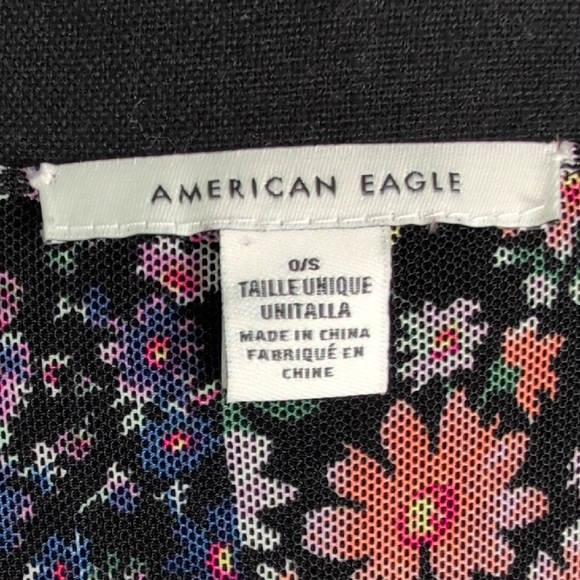 AMERICAN EAGLE
O/S
TAILLE UNIQUE
UNITALLA
MADE IN CHINA
FABRIQUÉ EN
CHINE